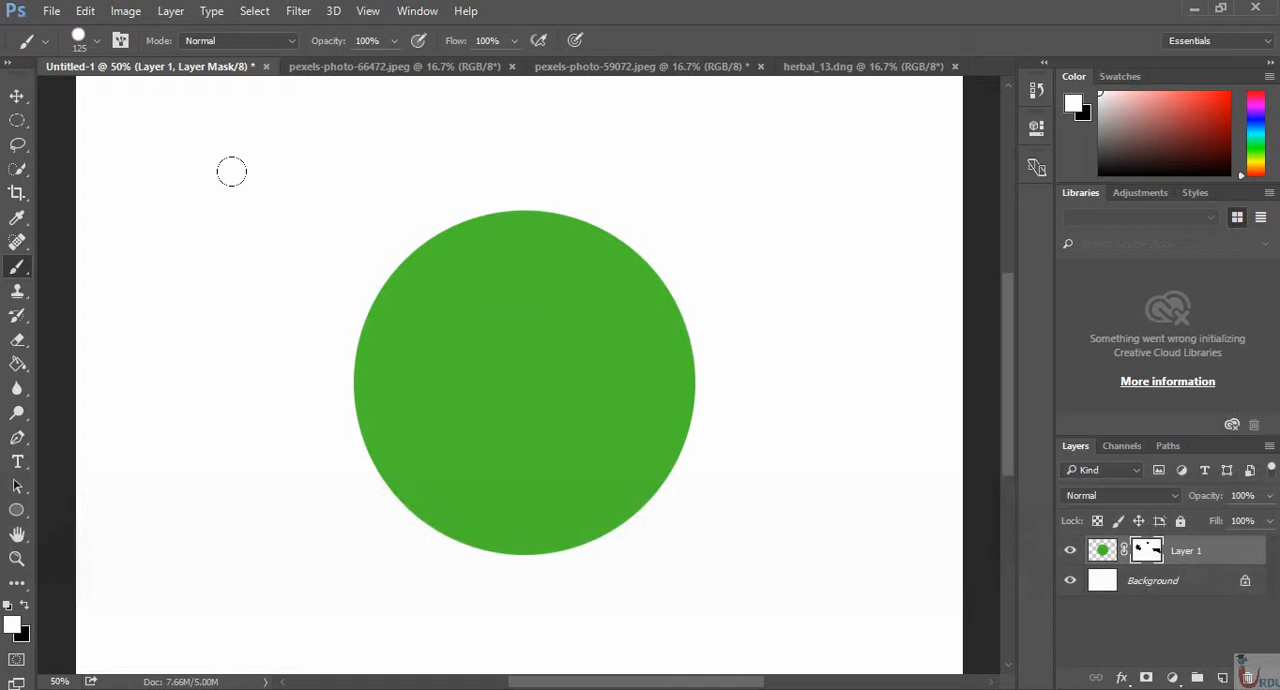 Ps File Edit Image Layer Type Select Filter 3D View Window Help
125 Mode: Normal Opacity: 100% Flow: 100% Essentials
Untitled-1 @ 50% (Layer 1, Layer Mask/8) * × pexels-photo-66472.jpeg @ 16.7% (RGB/8*) × pexels-photo-59072.jpeg @ 16.7% (RGB/8) * × herbal_13.dng @ 16.7% (RGB/8*) ×
Color Swatches
Libraries Adjustments Styles
Something went wrong initializing
Creative Cloud Libraries
More information
Layers Channels Paths
Kind
Normal Opacity: 100%
Lock: Fill: 100%
Layer 1
Background
50% Doc: 7.66M/5.00M
URDU